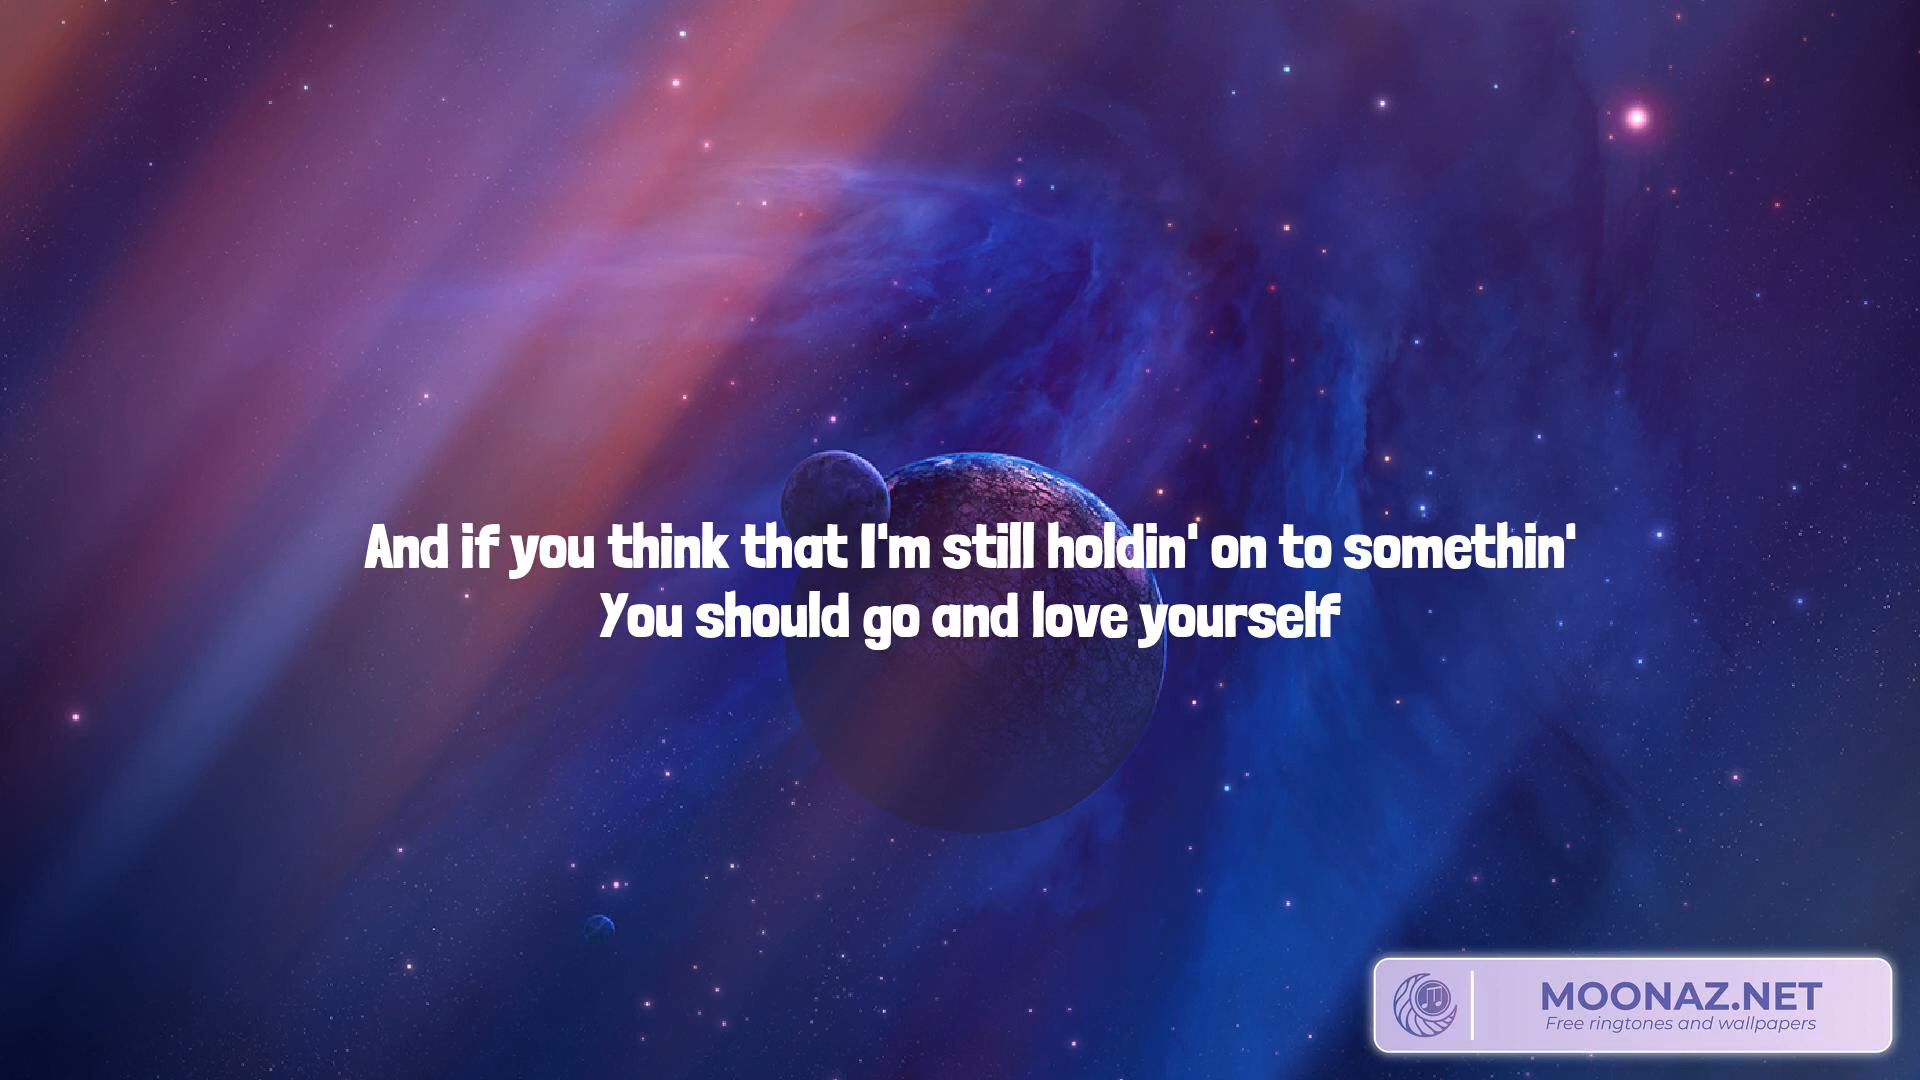 And if you think that I'm still holdin' on to somethin'
You should go and love yourself
MOONAZ.NET
Free ringtones and wallpapers